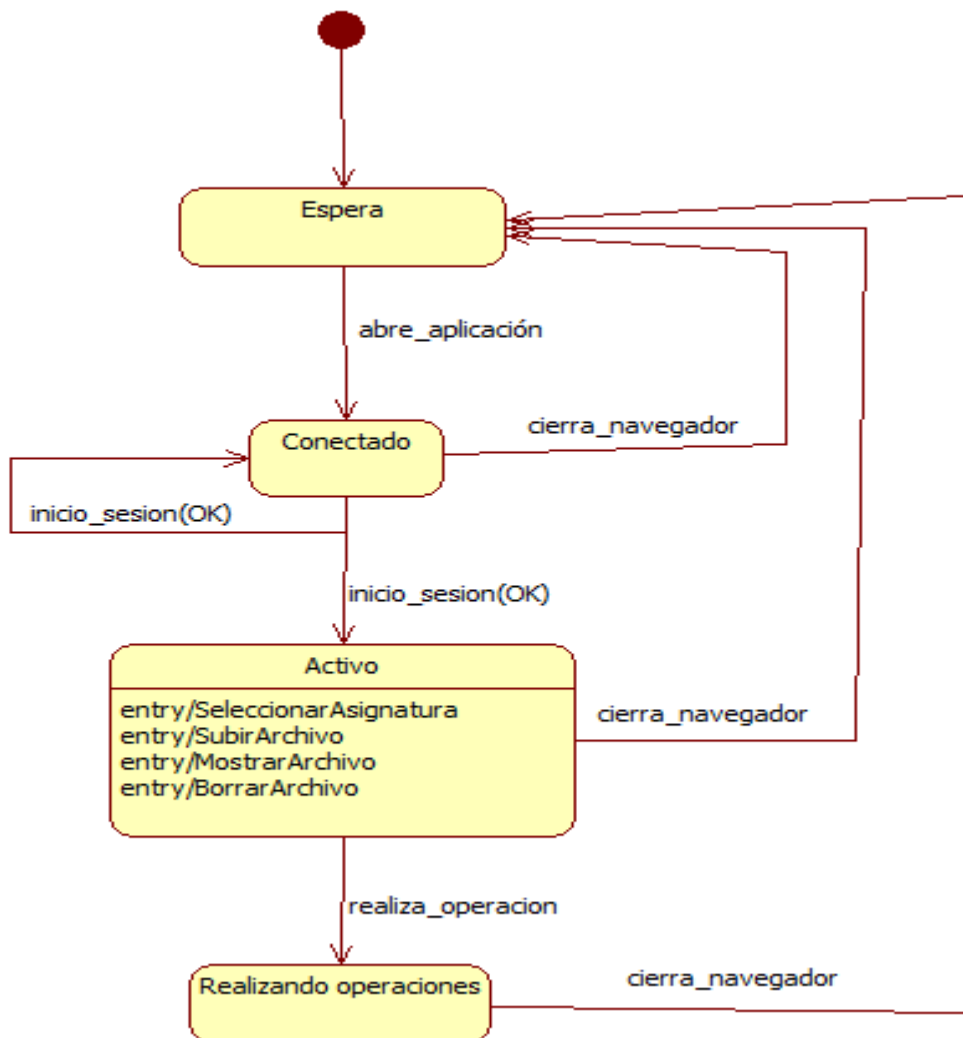 Espera
abre_aplicación
Conectado
cierra_navegador
inicio_sesion(OK)
inicio_sesion(OK)
Activo
entry/SeleccionarAsignatura
entry/SubirArchivo
entry/MostrarArchivo
entry/BorrarArchivo
cierra_navegador
realiza_operacion
Realizando operaciones
cierra_navegador